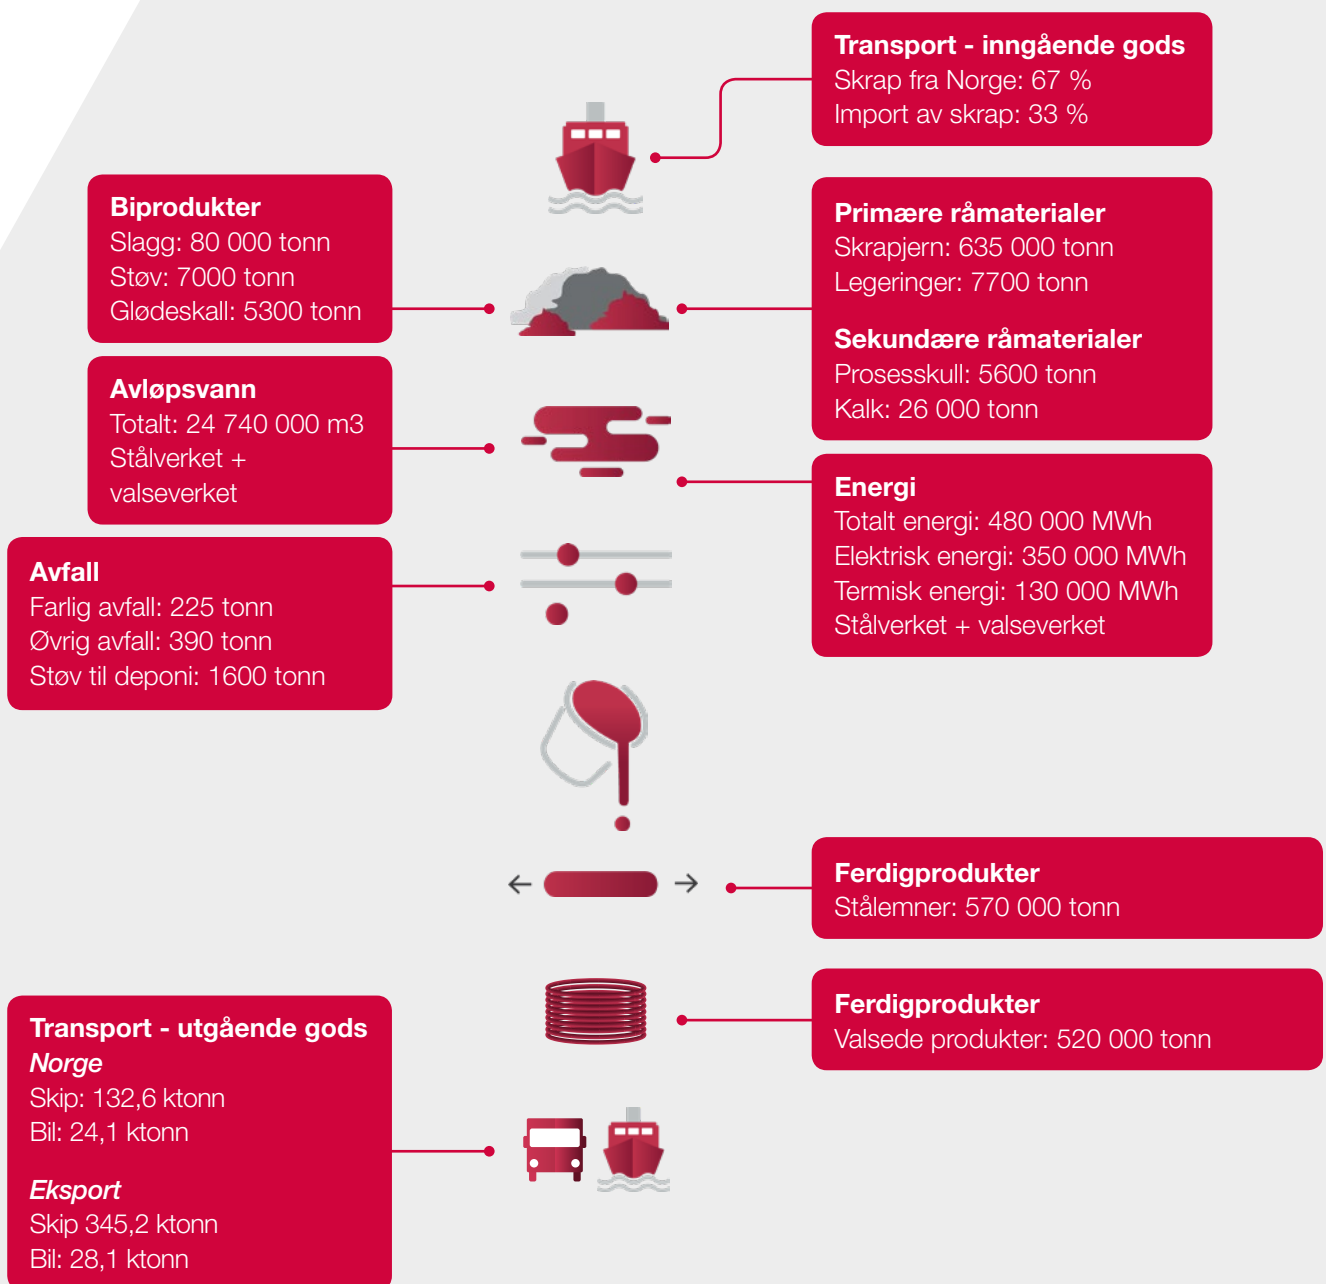 Transport - inngående gods
Skrap fra Norge: 67 %
Import av skrap: 33 %
Biprodukter
Slagg: 80 000 tonn
Støv: 7000 tonn
Glødeskall: 5300 tonn
Primære råmaterialer
Skrapjern: 635 000 tonn
Legeringer: 7700 tonn
Sekundære råmaterialer
Prosesskull: 5600 tonn
Kalk: 26 000 tonn
Avløpsvann
Totalt: 24 740 000 m3
Stålverket +
valseverket
Energi
Totalt energi: 480 000 MWh
Elektrisk energi: 350 000 MWh
Termisk energi: 130 000 MWh
Stålverket + valseverket
Avfall
Farlig avfall: 225 tonn
Øvrig avfall: 390 tonn
Støv til deponi: 1600 tonn
Ferdigprodukter
Stålemner: 570 000 tonn
Ferdigprodukter
Valsede produkter: 520 000 tonn
Transport - utgående gods
Norge
Skip: 132,6 ktonn
Bil: 24,1 ktonn
Eksport
Skip 345,2 ktonn
Bil: 28,1 ktonn